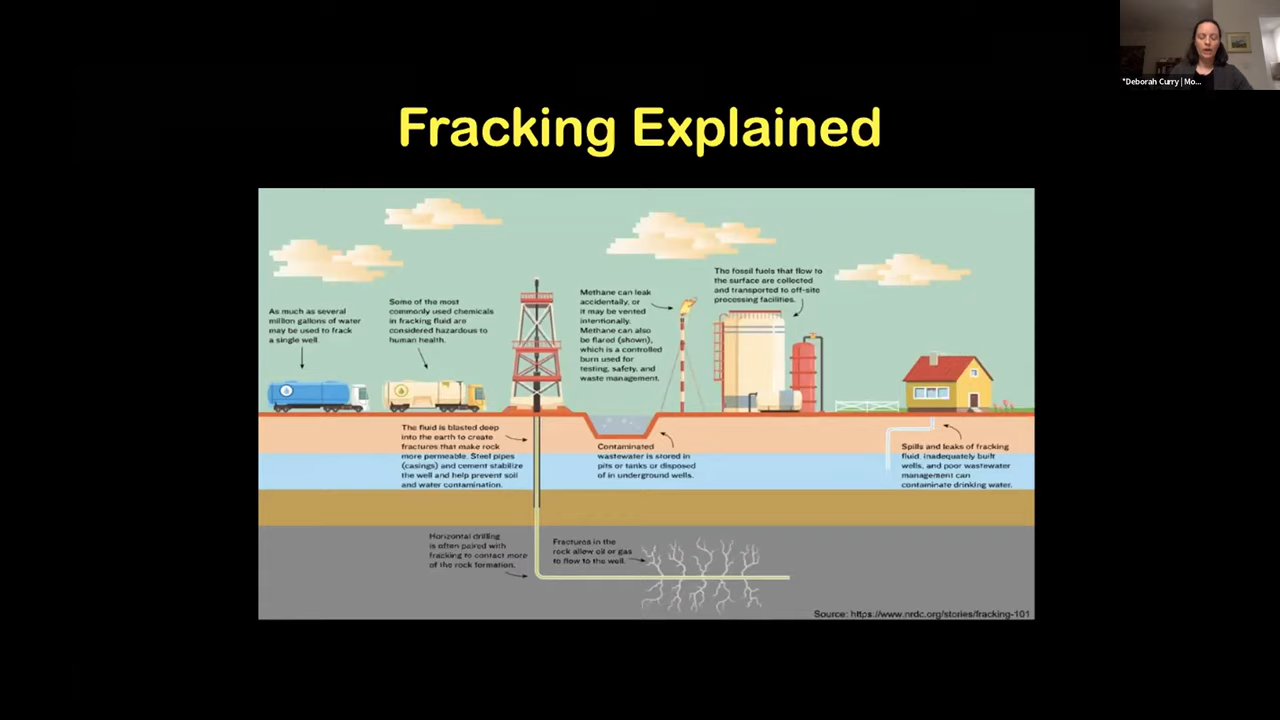 "Deborah Curry | Mo...
Fracking Explained
As much as several
million gallons of water
may be used to frack
a single well.
Some of the most
commonly used chemicals
in fracking fluid are
considered hazardous to
human health.
Methane can leak
accidentally, or
it may be vented
intentionally.
Methane can also
be flared (shown),
which is a controlled
burn used for
testing, safety, and
waste management.
The fossil fuels that flow to
the surface are collected
and transported to off-site
processing facilities.
The fluid is blasted deep
into the earth to create
fractures that make rock
more permeable. Steel pipes
(casings) and cement stabilize
the well and help prevent soil
and water contamination.
Contaminated
wastewater is stored in
pits or tanks or disposed
of in underground wells.
Spills and leaks of fracking
fluid, inadequately built
wells, and poor wastewater
management can
contaminate drinking water.
Horizontal drilling
is often paired with
fracking to contact more
of the rock formation.
Fractures in the
rock allow oil or gas
to flow to the well.
Source: https://www.nrdc.org/stories/fracking-101